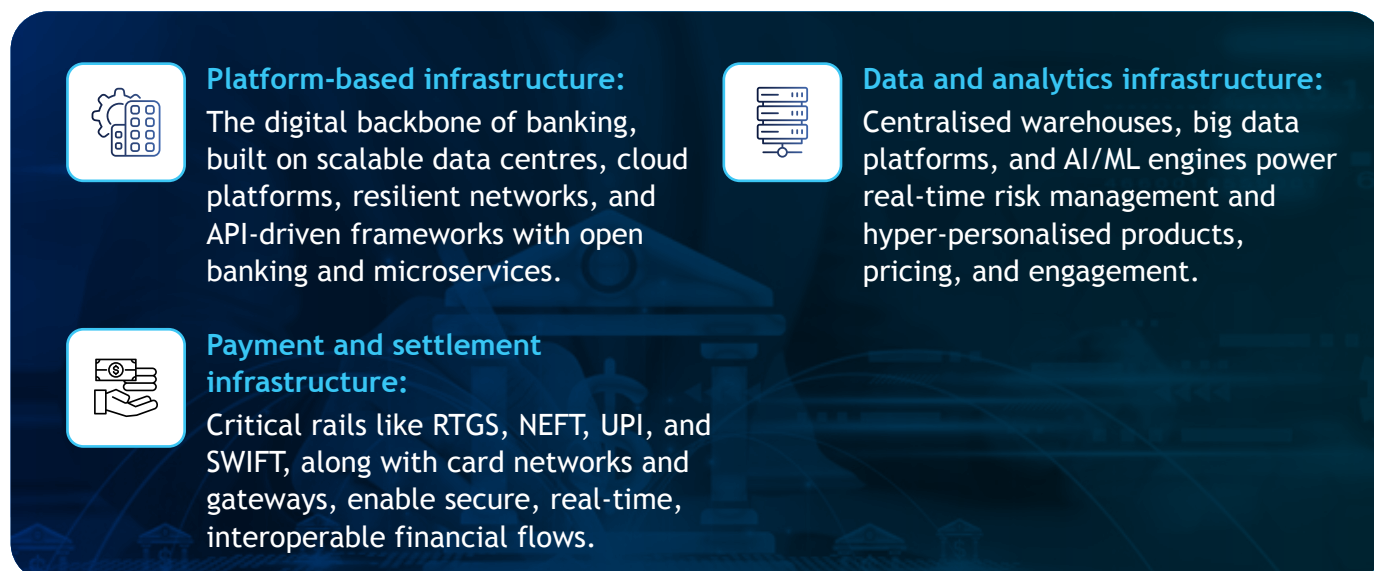 Platform-based infrastructure:
The digital backbone of banking,
built on scalable data centres, cloud
platforms, resilient networks, and
API-driven frameworks with open
banking and microservices.
Data and analytics infrastructure:
Centralised warehouses, big data
platforms, and AI/ML engines power
real-time risk management and
hyper-personalised products,
pricing, and engagement.
Payment and settlement
infrastructure:
Critical rails like RTGS, NEFT, UPI, and
SWIFT, along with card networks and
gateways, enable secure, real-time,
interoperable financial flows.